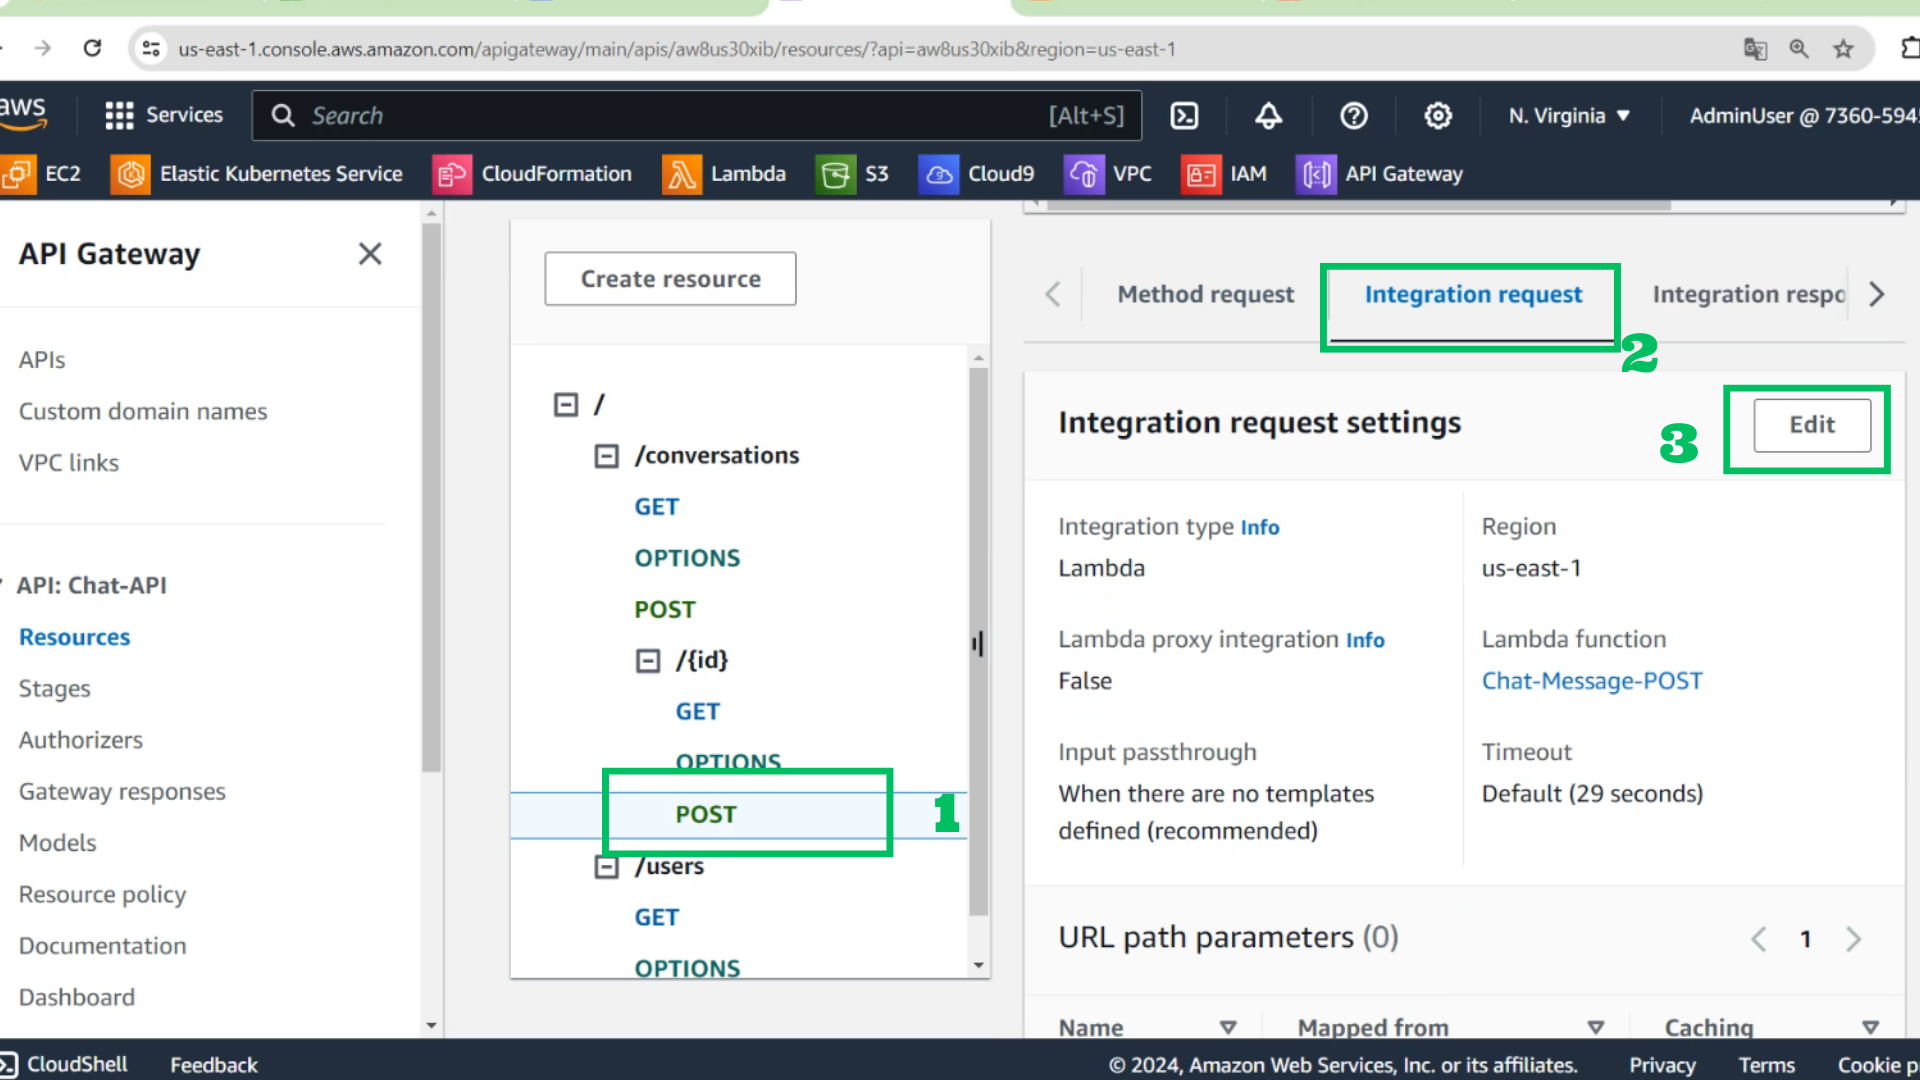 us-east-1.console.aws.amazon.com/apigateway/main/apis/aw8us30xib/resources/?api=aw8us30xib&region=us-east-1
aws
Services
Search
[Alt+S]
N. Virginia
AdminUser @ 7360-5945
EC2
Elastic Kubernetes Service
CloudFormation
Lambda
S3
Cloud9
VPC
IAM
API Gateway
API Gateway
APIs
Custom domain names
VPC links
API: Chat-API
Resources
Stages
Authorizers
Gateway responses
Models
Resource policy
Documentation
Dashboard
Create resource
/
/conversations
GET
OPTIONS
POST
/{id}
GET
OPTIONS
POST
1
/users
GET
OPTIONS
Method request
Integration request
Integration respo
2
Integration request settings
3
Edit
Integration type Info
Lambda
Region
us-east-1
Lambda proxy integration Info
False
Lambda function
Chat-Message-POST
Input passthrough
When there are no templates
defined (recommended)
Timeout
Default (29 seconds)
URL path parameters (0)
1
Name
Mapped from
Caching
CloudShell
Feedback
© 2024, Amazon Web Services, Inc. or its affiliates.
Privacy
Terms
Cookie p